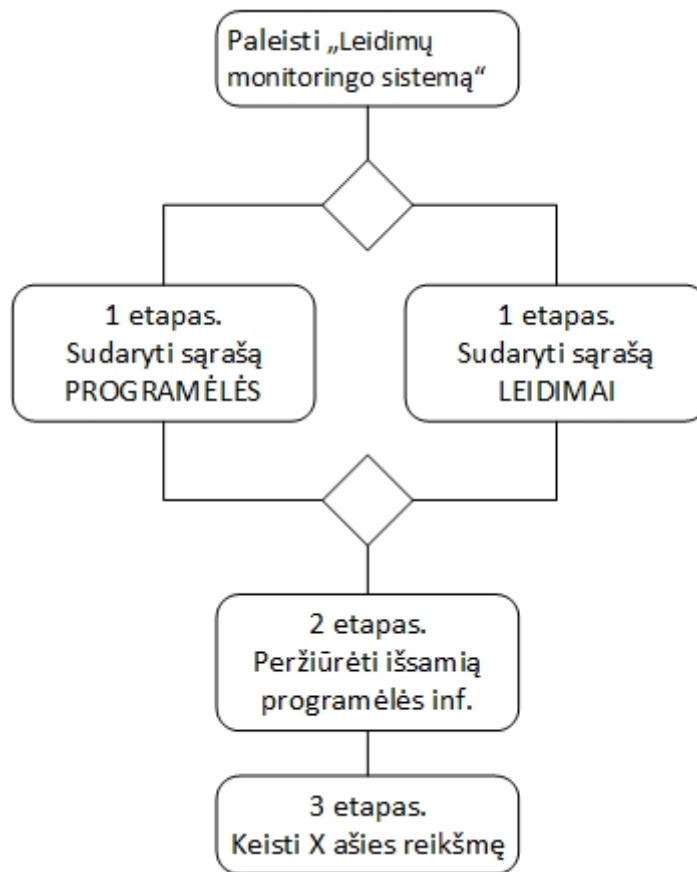 Paleisti „Leidimų
monitoringo sistemą“
1 etapas.
Sudaryti sąrašą
PROGRAMĖLĖS
1 etapas.
Sudaryti sąrašą
LEIDIMAI
2 etapas.
Peržiūrėti išsamią
programėlės inf.
3 etapas.
Keisti X ašies reikšmę